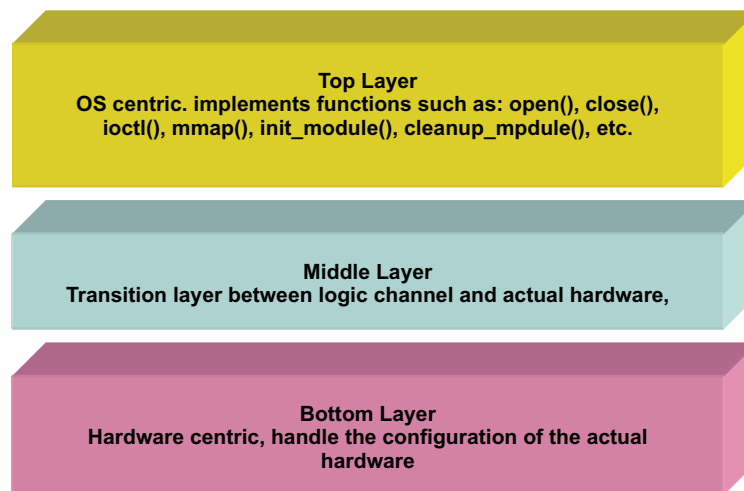 Top Layer
OS centric. implements functions such as: open(), close(),
ioctl(), mmap(), init_module(), cleanup_mpdule(), etc.
Middle Layer
Transition layer between logic channel and actual hardware,
Bottom Layer
Hardware centric, handle the configuration of the actual
hardware